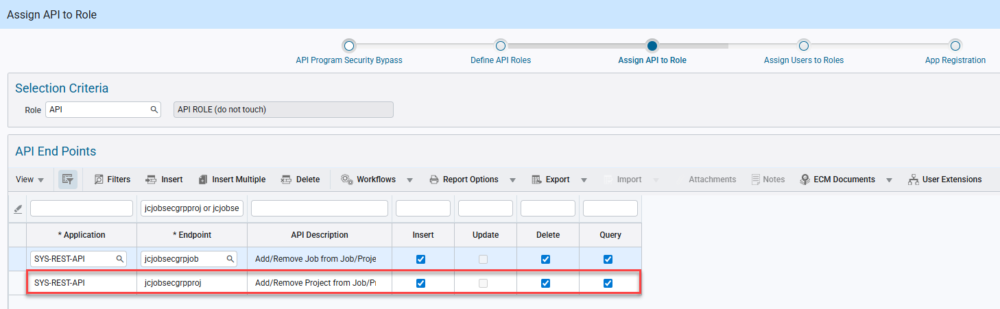 Assign API to Role
API Program Security Bypass
Define API Roles
Assign API to Role
Assign Users to Roles
App Registration
Selection Criteria
Role API API ROLE (do not touch)
API End Points
View Filters Insert Insert Multiple Delete Workflows Report Options Export Import Attachments Notes ECM Documents User Extensions
jcjobsecgrpproj or jcjobse
* Application * Endpoint API Description Insert Update Delete Query
SYS-REST-API jcjobsecgrpjob Add/Remove Job from Job/Proje
SYS-REST-API jcjobsecgrpproj Add/Remove Project from Job/Pr